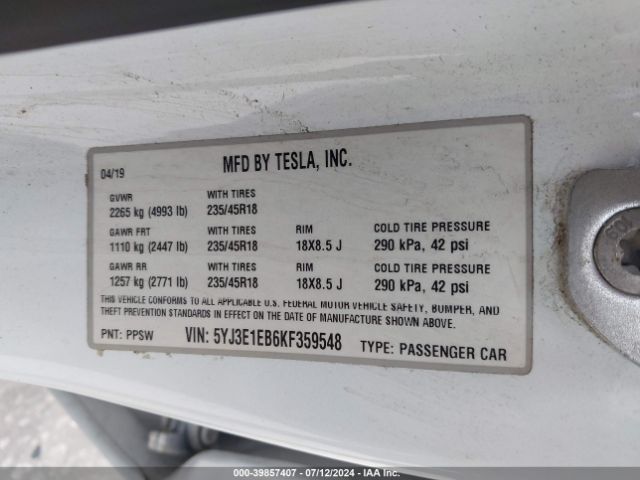 MFD BY TESLA, INC.
04/19
GVWR WITH TIRES
2265 kg (4993 lb) 235/45R18
GAWR FRT WITH TIRES RIM COLD TIRE PRESSURE
1110 kg (2447 lb) 235/45R18 18X8.5 J 290 kPa, 42 psi
GAWR RR WITH TIRES RIM COLD TIRE PRESSURE
1257 kg (2771 lb) 235/45R18 18X8.5 J 290 kPa, 42 psi
THIS VEHICLE CONFORMS TO ALL APPLICABLE U.S. FEDERAL MOTOR VEHICLE SAFETY, BUMPER, AND
THEFT PREVENTION STANDARDS IN EFFECT ON THE DATE OF MANUFACTURE SHOWN ABOVE.
PNT: PPSW VIN: 5YJ3E1EB6KF359548 TYPE: PASSENGER CAR
000-39857407 - 07/12/2024 - IAA Inc.